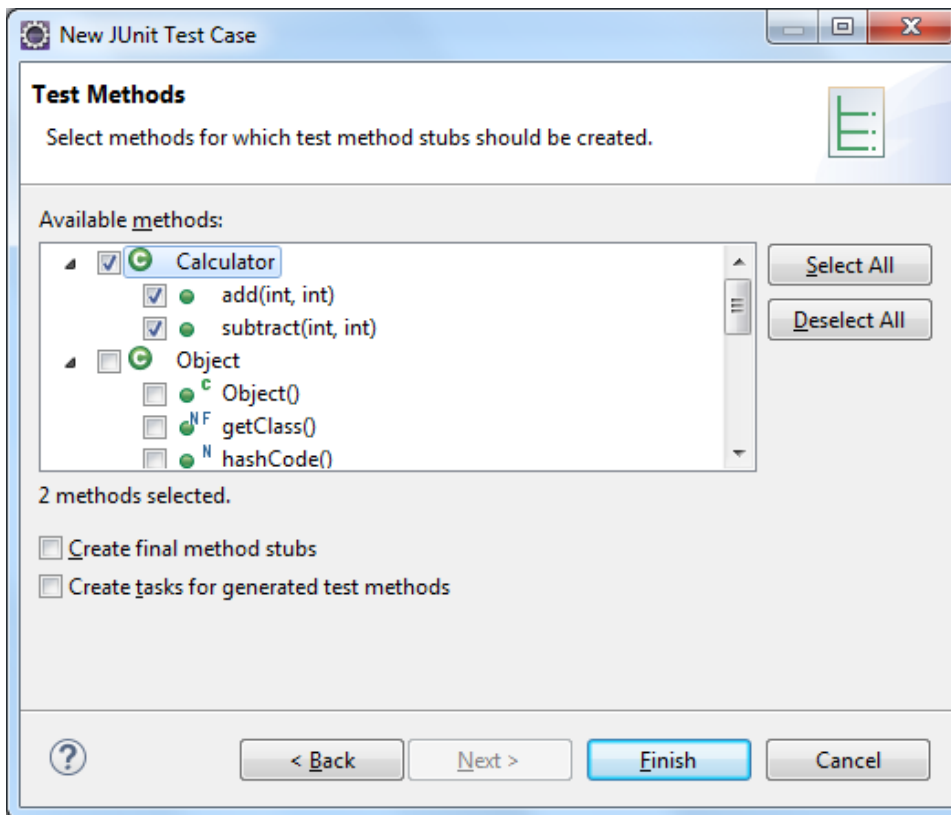 New JUnit Test Case
Test Methods
Select methods for which test method stubs should be created.
Available methods:
Calculator
add(int, int)
subtract(int, int)
Object
C Object()
N F getClass()
N hashCode()
Select All
Deselect All
2 methods selected.
Create final method stubs
Create tasks for generated test methods
? < Back Next > Finish Cancel